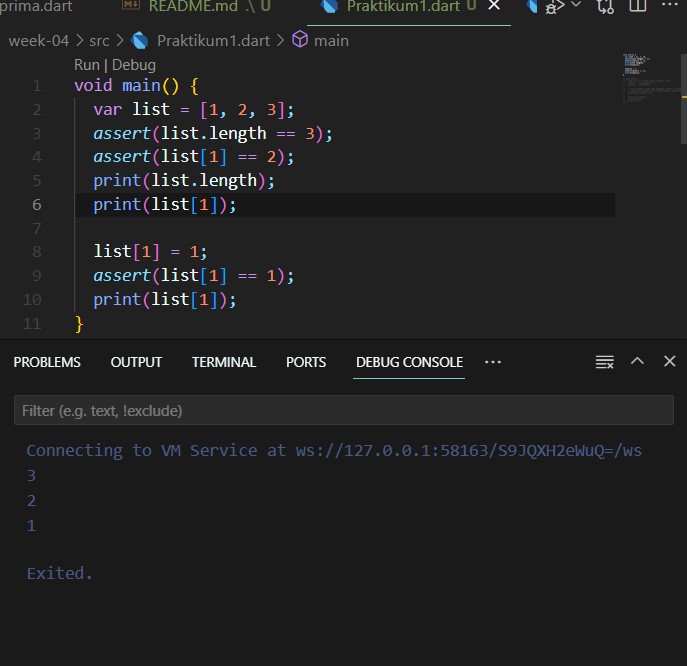 prima.dart README.md .\ U Praktikum1.dart U
week-04 > src > Praktikum1.dart > main
Run | Debug
1 void main() {
2 var list = [1, 2, 3];
3 assert(list.length == 3);
4 assert(list[1] == 2);
5 print(list.length);
6 print(list[1]);
7
8 list[1] = 1;
9 assert(list[1] == 1);
10 print(list[1]);
11 }
PROBLEMS OUTPUT TERMINAL PORTS DEBUG CONSOLE ...
Filter (e.g. text, !exclude)
Connecting to VM Service at ws://127.0.0.1:58163/S9JQXH2eWuQ=/ws
3
2
1
Exited.